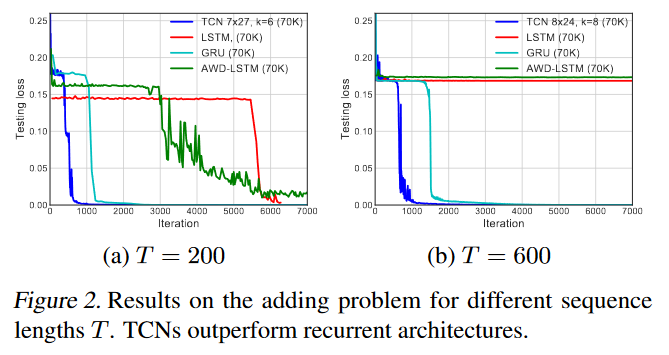 0.25
0.20
0.15
0.10
0.05
0.00
Testing loss
TCN 7x27, k=6 (70K)
LSTM, (70K)
GRU (70K)
AWD-LSTM (70K)
0 1000 2000 3000 4000 5000 6000 7000
Iteration
(a) T = 200
0.25
0.20
0.15
0.10
0.05
0.00
Testing loss
TCN 8x24, k=8 (70K)
LSTM (70K)
GRU (70K)
AWD-LSTM (70K)
0 1000 2000 3000 4000 5000 6000 7000
Iteration
(b) T = 600
Figure 2. Results on the adding problem for different sequence
lengths T. TCNs outperform recurrent architectures.